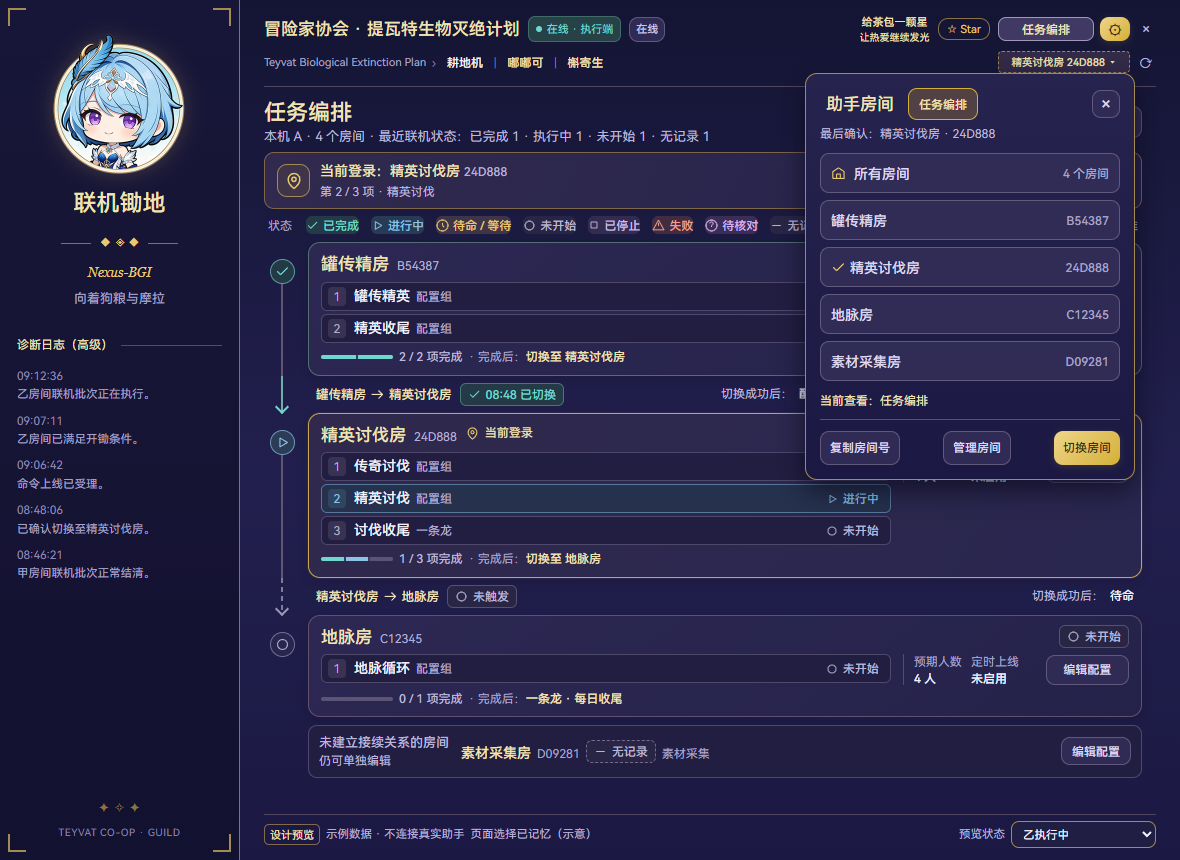 联机锄地
Nexus-BGI
向着狗粮与摩拉
诊断日志（高级）
09:12:36
乙房间联机批次正在执行。
09:07:11
乙房间已满足开锄条件。
09:06:42
命令上线已受理。
08:48:06
已确认切换至精英讨伐房。
08:46:21
甲房间联机批次正常结清。
TEYVAT CO-OP · GUILD
冒险家协会 · 提瓦特生物灭绝计划 在线 · 执行端 在线
给茶包一颗星
让热爱继续发光
☆ Star 任务编排 ×
Teyvat Biological Extinction Plan › 耕地机 | 嘟嘟可 | 槲寄生
精英讨伐房 24D888
任务编排
本机 A · 4 个房间 · 最近联机状态：已完成 1 · 执行中 1 · 未开始 1 · 无记录 1
当前登录：精英讨伐房 24D888
第 2 / 3 项 · 精英讨伐
状态 已完成 进行中 待命 / 等待 未开始 已停止 失败 待核对 无
罐传精房 B54387
1 罐传精英 配置组
2 精英收尾 配置组
2 / 2 项完成 · 完成后：切换至 精英讨伐房
罐传精房 → 精英讨伐房 08:48 已切换 切换成功后：
精英讨伐房 24D888 当前登录
1 传奇讨伐 配置组
2 精英讨伐 配置组 进行中
3 讨伐收尾 一条龙 未开始
1 / 3 项完成 · 完成后：切换至 地脉房
精英讨伐房 → 地脉房 未触发 切换成功后： 待命
地脉房 C12345 未开始
1 地脉循环 配置组 未开始
预期人数 定时上线
4 人 未启用
编辑配置
0 / 1 项完成 · 完成后：一条龙 · 每日收尾
未建立接续关系的房间
仍可单独编辑
素材采集房 D09281 无记录 素材采集 编辑配置
助手房间 任务编排 ×
最后确认：精英讨伐房 · 24D888
所有房间 4 个房间
罐传精房 B54387
精英讨伐房 24D888
地脉房 C12345
素材采集房 D09281
当前查看：任务编排
复制房间号 管理房间 切换房间
设计预览 示例数据 · 不连接真实助手 页面选择已记忆（示意）
预览状态 乙执行中